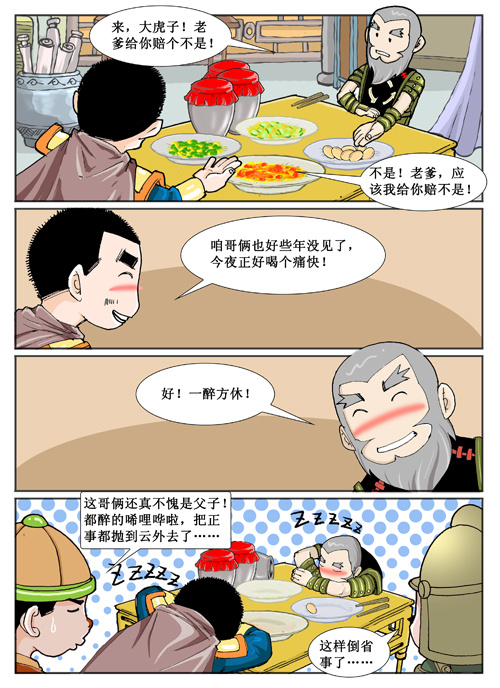 来，大虎子！老
爹给你赔个不是！
不是！老爹，应
该我给你赔不是！
咱哥俩也好些年没见了，
今夜正好喝个痛快！
好！一醉方休！
这哥俩还真不愧是父子！
都醉的唏哩哗啦，把正
事都抛到云外去了……
ZZZZZ
ZZZZZ
这样倒省
事了……